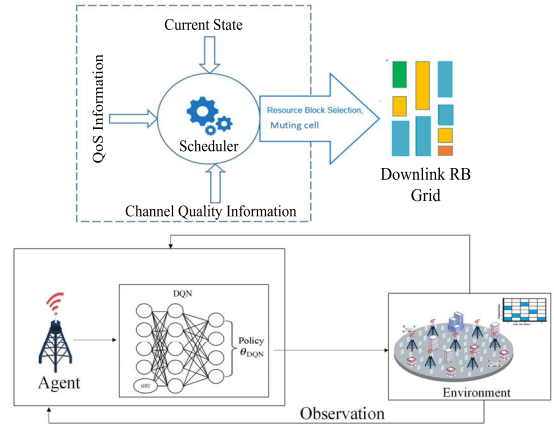 Current State
QoS Information
Scheduler
Resource Block Selection,
Muting cell
Channel Quality Information
Downlink RB
Grid
DQN
Policy
θDQN
GRU
Agent
Environment
Observation